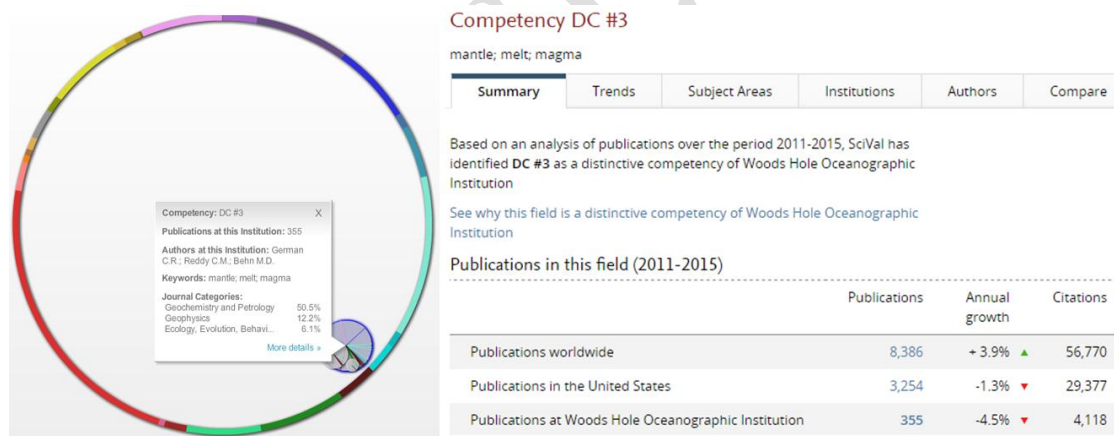 Competency: DC #3 X
Publications at this Institution: 355
Authors at this Institution: German
C.R.; Reddy C.M.; Behn M.D.
Keywords: mantle; melt; magma
Journal Categories:
Geochemistry and Petrology 50.5%
Geophysics 12.2%
Ecology, Evolution, Behavi... 6.1%
More details »
Competency DC #3
mantle; melt; magma
Summary Trends Subject Areas Institutions Authors Compare
Based on an analysis of publications over the period 2011-2015, SciVal has
identified DC #3 as a distinctive competency of Woods Hole Oceanographic
Institution
See why this field is a distinctive competency of Woods Hole Oceanographic
Institution
Publications in this field (2011-2015)
Publications Annual growth Citations
Publications worldwide 8,386 + 3.9% ▲ 56,770
Publications in the United States 3,254 -1.3% ▼ 29,377
Publications at Woods Hole Oceanographic Institution 355 -4.5% ▼ 4,118